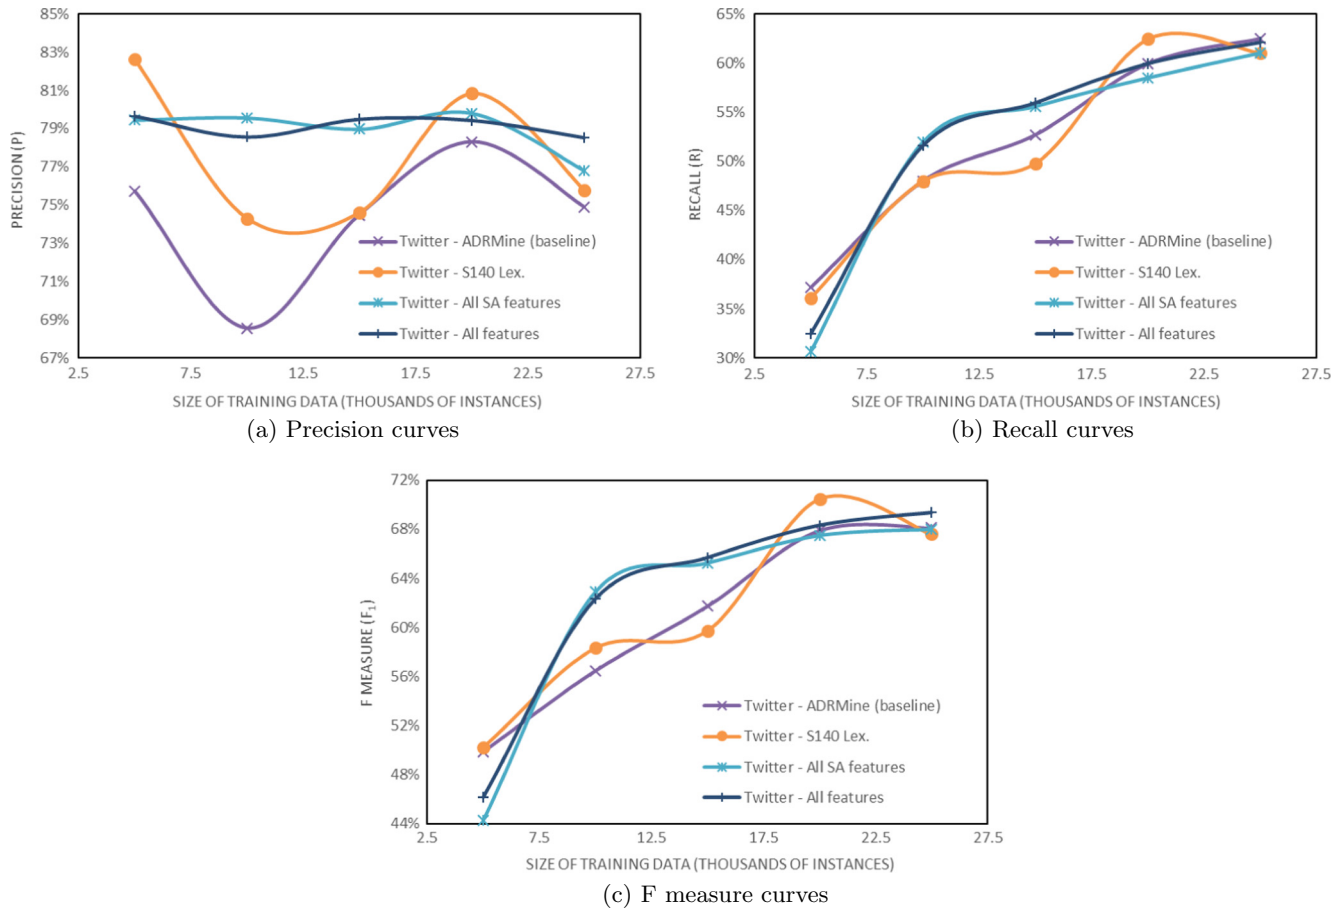 85%
83%
81%
79%
77%
75%
73%
71%
69%
67%
PRECISION (P)
Twitter - ADRMine (baseline)
Twitter - S140 Lex.
Twitter - All SA features
Twitter - All features
2.5 7.5 12.5 17.5 22.5 27.5
SIZE OF TRAINING DATA (THOUSANDS OF INSTANCES)
(a) Precision curves
65%
60%
55%
50%
45%
40%
35%
30%
RECALL (R)
Twitter - ADRMine (baseline)
Twitter - S140 Lex.
Twitter - All SA features
Twitter - All features
2.5 7.5 12.5 17.5 22.5 27.5
SIZE OF TRAINING DATA (THOUSANDS OF INSTANCES)
(b) Recall curves
72%
68%
64%
60%
56%
52%
48%
44%
F MEASURE (F₁)
Twitter - ADRMine (baseline)
Twitter - S140 Lex.
Twitter - All SA features
Twitter - All features
2.5 7.5 12.5 17.5 22.5 27.5
SIZE OF TRAINING DATA (THOUSANDS OF INSTANCES)
(c) F measure curves